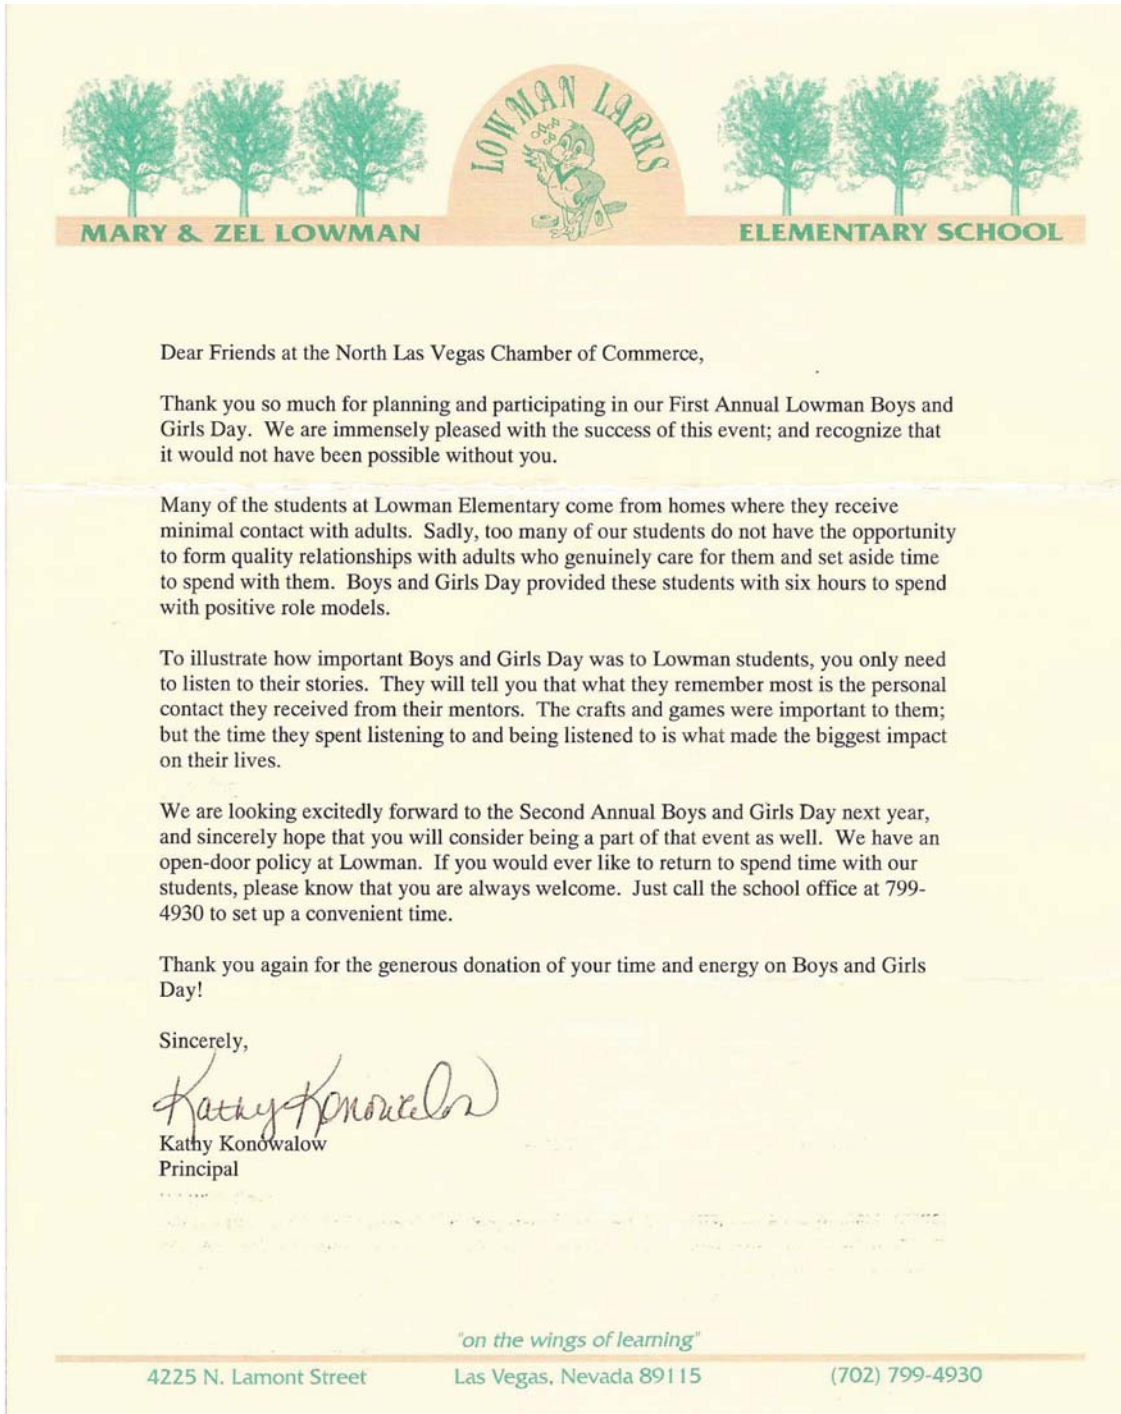 LOWMAN LARKS
MARY & ZEL LOWMAN
ELEMENTARY SCHOOL
Dear Friends at the North Las Vegas Chamber of Commerce,
Thank you so much for planning and participating in our First Annual Lowman Boys and
Girls Day.  We are immensely pleased with the success of this event; and recognize that
it would not have been possible without you.
Many of the students at Lowman Elementary come from homes where they receive
minimal contact with adults.  Sadly, too many of our students do not have the opportunity
to form quality relationships with adults who genuinely care for them and set aside time
to spend with them.  Boys and Girls Day provided these students with six hours to spend
with positive role models.
To illustrate how important Boys and Girls Day was to Lowman students, you only need
to listen to their stories.  They will tell you that what they remember most is the personal
contact they received from their mentors.  The crafts and games were important to them;
but the time they spent listening to and being listened to is what made the biggest impact
on their lives.
We are looking excitedly forward to the Second Annual Boys and Girls Day next year,
and sincerely hope that you will consider being a part of that event as well.  We have an
open-door policy at Lowman.  If you would ever like to return to spend time with our
students, please know that you are always welcome.  Just call the school office at 799-
4930 to set up a convenient time.
Thank you again for the generous donation of your time and energy on Boys and Girls
Day!
Sincerely,
Kathy Konowalow
Kathy Konowalow
Principal
"on the wings of learning"
4225 N. Lamont Street
Las Vegas, Nevada 89115
(702) 799-4930